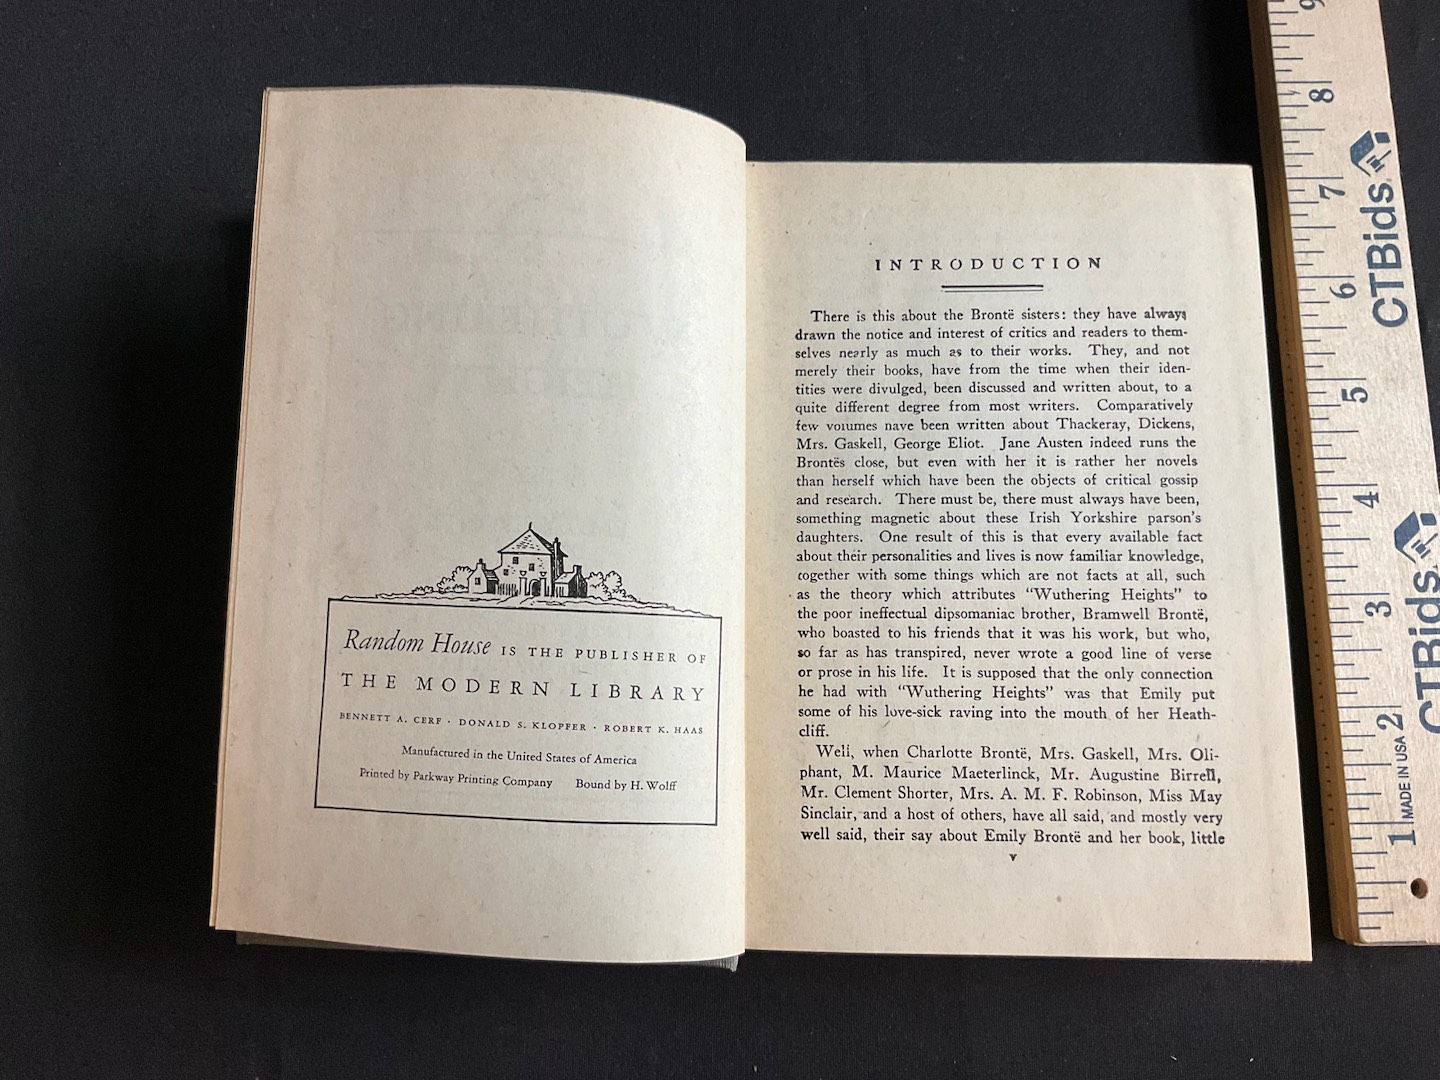 Random House IS THE PUBLISHER OF
THE MODERN LIBRARY
BENNETT A. CERF · DONALD S. KLOPFER · ROBERT K. HAAS
Manufactured in the United States of America
Printed by Parkway Printing Company Bound by H. Wolff
INTRODUCTION
There is this about the Brontë sisters: they have always
drawn the notice and interest of critics and readers to them-
selves nearly as much as to their works. They, and not
merely their books, have from the time when their iden-
tities were divulged, been discussed and written about, to a
quite different degree from most writers. Comparatively
few volumes have been written about Thackeray, Dickens,
Mrs. Gaskell, George Eliot. Jane Austen indeed runs the
Brontës close, but even with her it is rather her novels
than herself which have been the objects of critical gossip
and research. There must be, there must always have been,
something magnetic about these Irish Yorkshire parson's
daughters. One result of this is that every available fact
about their personalities and lives is now familiar knowledge,
together with some things which are not facts at all, such
as the theory which attributes "Wuthering Heights" to
the poor ineffectual dipsomaniac brother, Bramwell Brontë,
who boasted to his friends that it was his work, but who,
so far as has transpired, never wrote a good line of verse
or prose in his life. It is supposed that the only connection
he had with "Wuthering Heights" was that Emily put
some of his love-sick raving into the mouth of her Heath-
cliff.
Well, when Charlotte Brontë, Mrs. Gaskell, Mrs. Oli-
phant, M. Maurice Maeterlinck, Mr. Augustine Birrell,
Mr. Clement Shorter, Mrs. A. M. F. Robinson, Miss May
Sinclair, and a host of others, have all said, and mostly very
well said, their say about Emily Brontë and her book, little
v
1 2 3 4 5 6 7 8 9
MADE IN USA
CTBids
CTBids